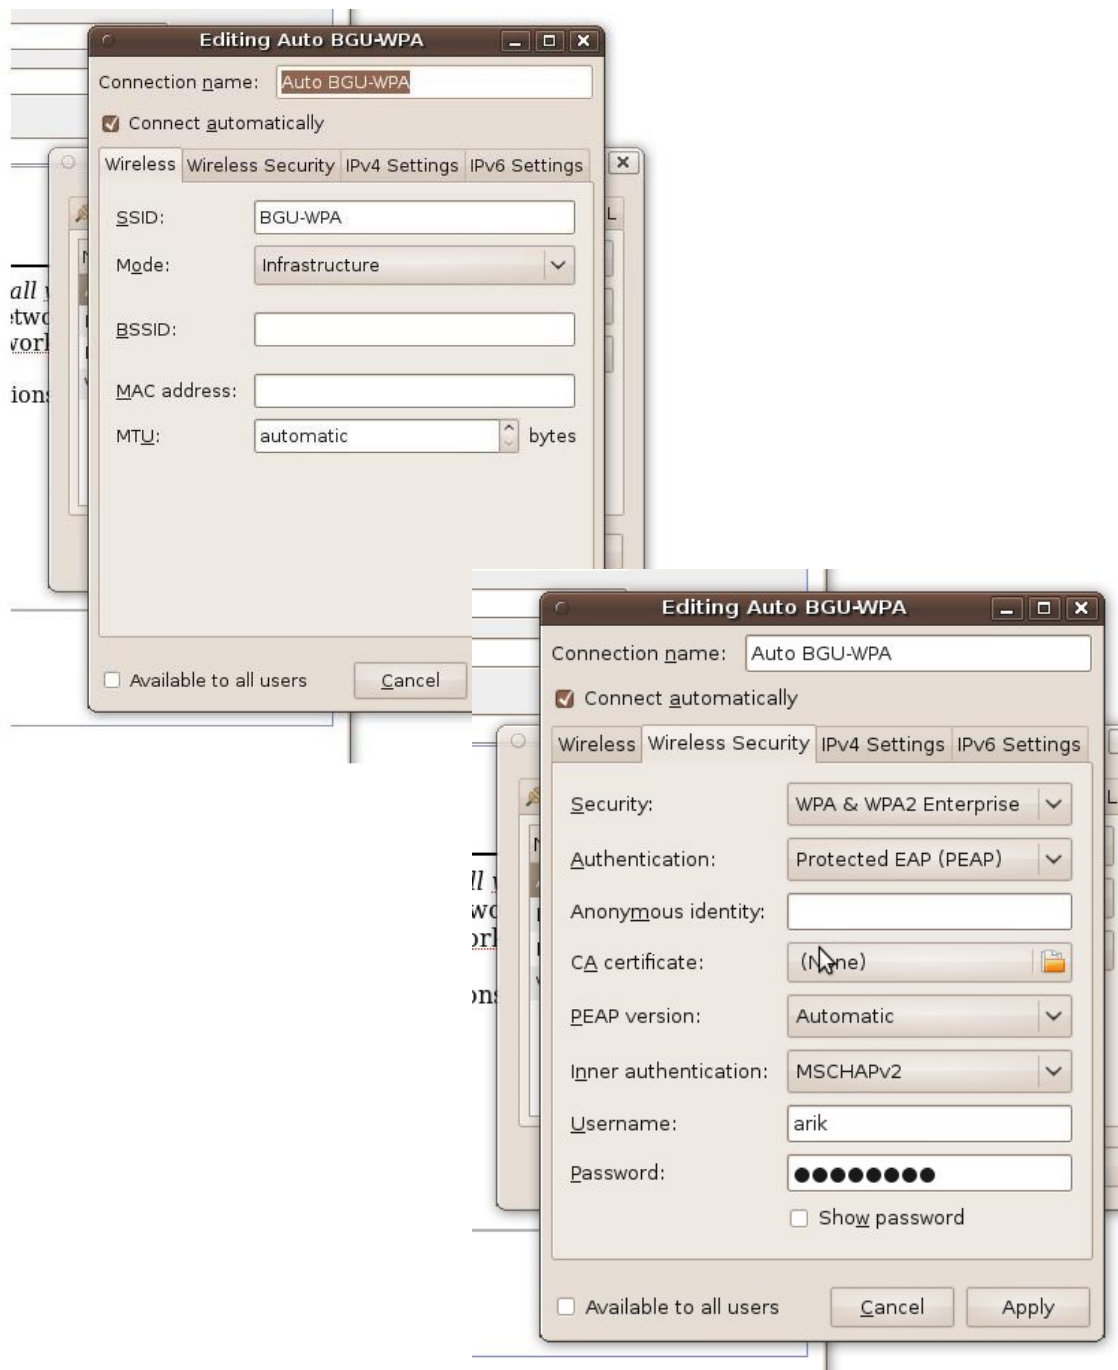 Editing Auto BGU-WPA
Connection name: Auto BGU-WPA
Connect automatically
Wireless Wireless Security IPv4 Settings IPv6 Settings
SSID: BGU-WPA
Mode: Infrastructure
BSSID:
MAC address:
MTU: automatic bytes
Available to all users Cancel
all
ions
Editing Auto BGU-WPA
Connection name: Auto BGU-WPA
Connect automatically
Wireless Wireless Security IPv4 Settings IPv6 Settings
Security: WPA & WPA2 Enterprise
Authentication: Protected EAP (PEAP)
Anonymous identity:
CA certificate: (None)
PEAP version: Automatic
Inner authentication: MSCHAPv2
Username: arik
Password: ●●●●●●●●
Show password
Available to all users Cancel Apply